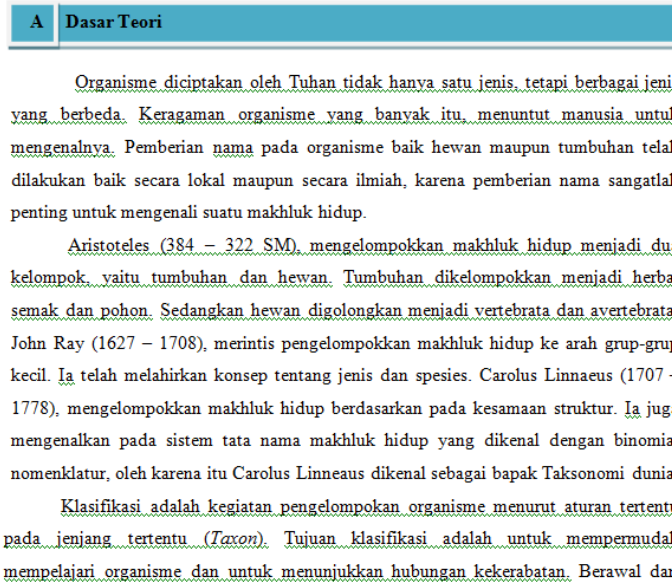 A Dasar Teori
Organisme diciptakan oleh Tuhan tidak hanya satu jenis, tetapi berbagai jeni
yang berbeda. Keragaman organisme yang banyak itu, menuntut manusia untu
mengenalnya. Pemberian nama pada organisme baik hewan maupun tumbuhan tela
dilakukan baik secara lokal maupun secara ilmiah, karena pemberian nama sangatla
penting untuk mengenali suatu makhluk hidup.
Aristoteles (384 – 322 SM), mengelompokkan makhluk hidup menjadi du
kelompok, yaitu tumbuhan dan hewan. Tumbuhan dikelompokkan menjadi herba
semak dan pohon. Sedangkan hewan digolongkan menjadi vertebrata dan avertebrata
John Ray (1627 – 1708), merintis pengelompokkan makhluk hidup ke arah grup-gru
kecil. Ia telah melahirkan konsep tentang jenis dan spesies. Carolus Linnaeus (1707 -
1778), mengelompokkan makhluk hidup berdasarkan pada kesamaan struktur. Ia jug
mengenalkan pada sistem tata nama makhluk hidup yang dikenal dengan binomia
nomenklatur, oleh karena itu Carolus Linneaus dikenal sebagai bapak Taksonomi dunia
Klasifikasi adalah kegiatan pengelompokan organisme menurut aturan tertentu
pada jenjang tertentu (Taxon). Tujuan klasifikasi adalah untuk mempermuda
mempelajari organisme dan untuk menunjukkan hubungan kekerabatan. Berawal da